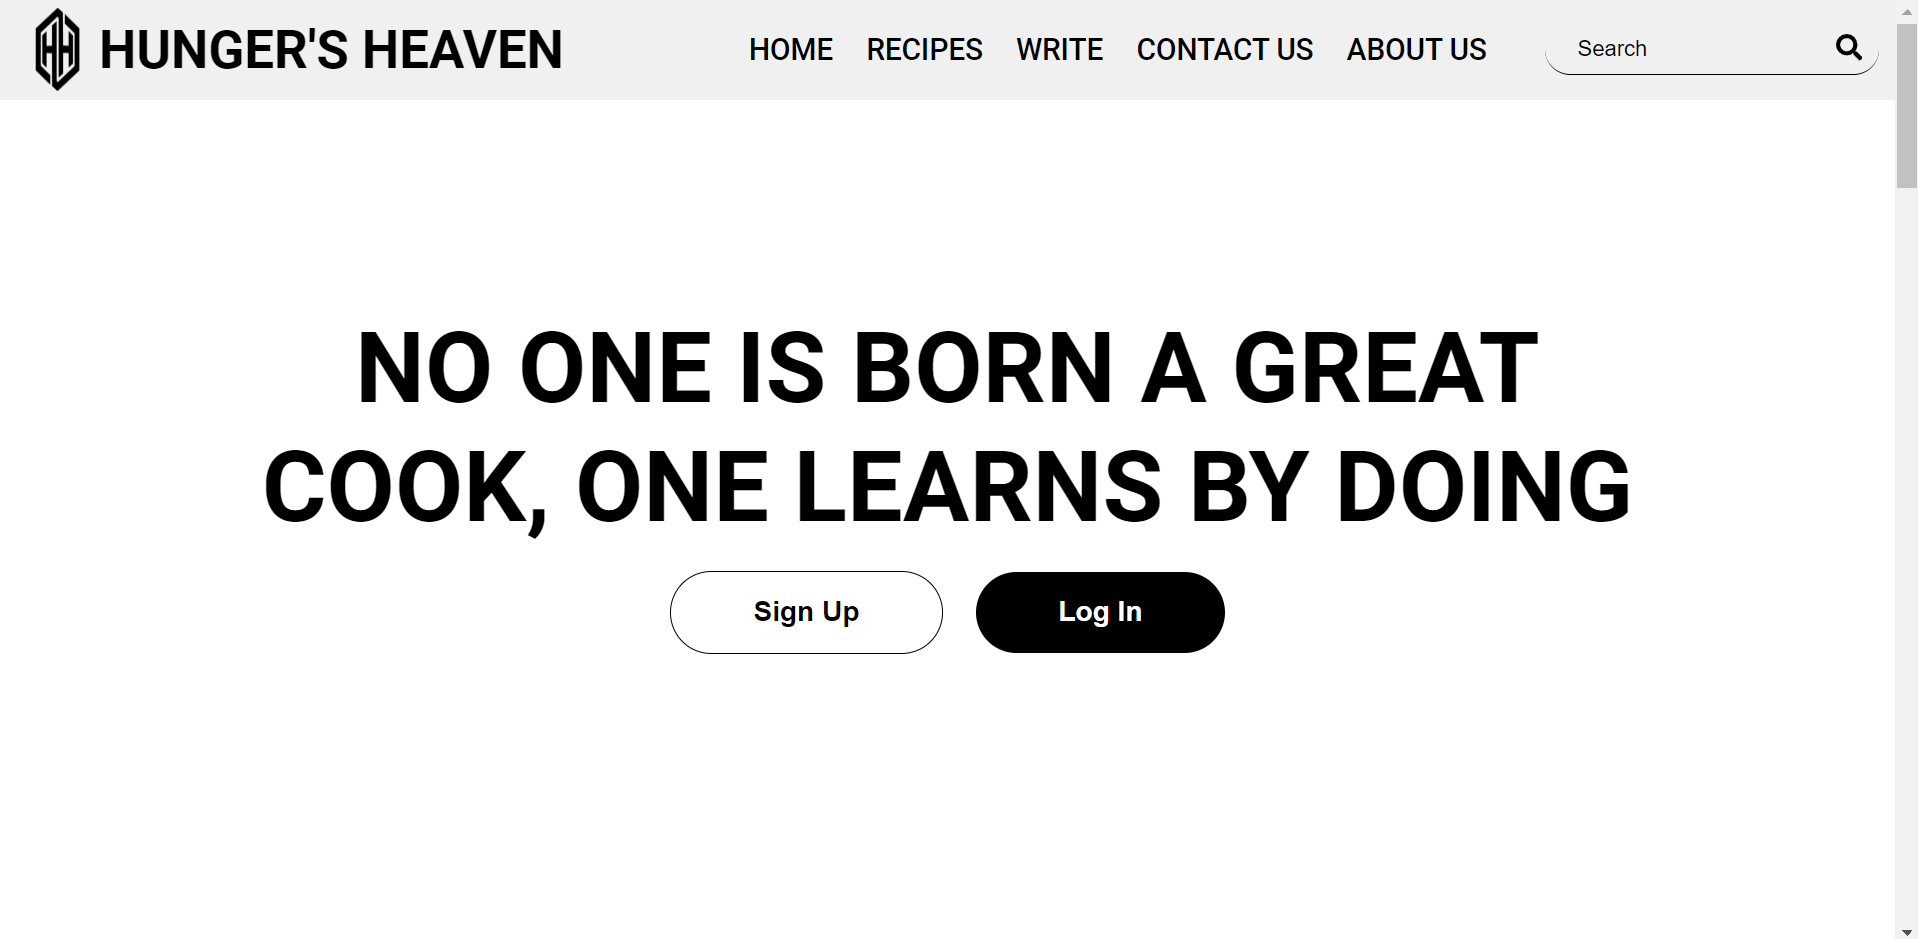 HUNGER'S HEAVEN
HOME RECIPES WRITE CONTACT US ABOUT US Search
NO ONE IS BORN A GREAT
COOK, ONE LEARNS BY DOING
Sign Up Log In